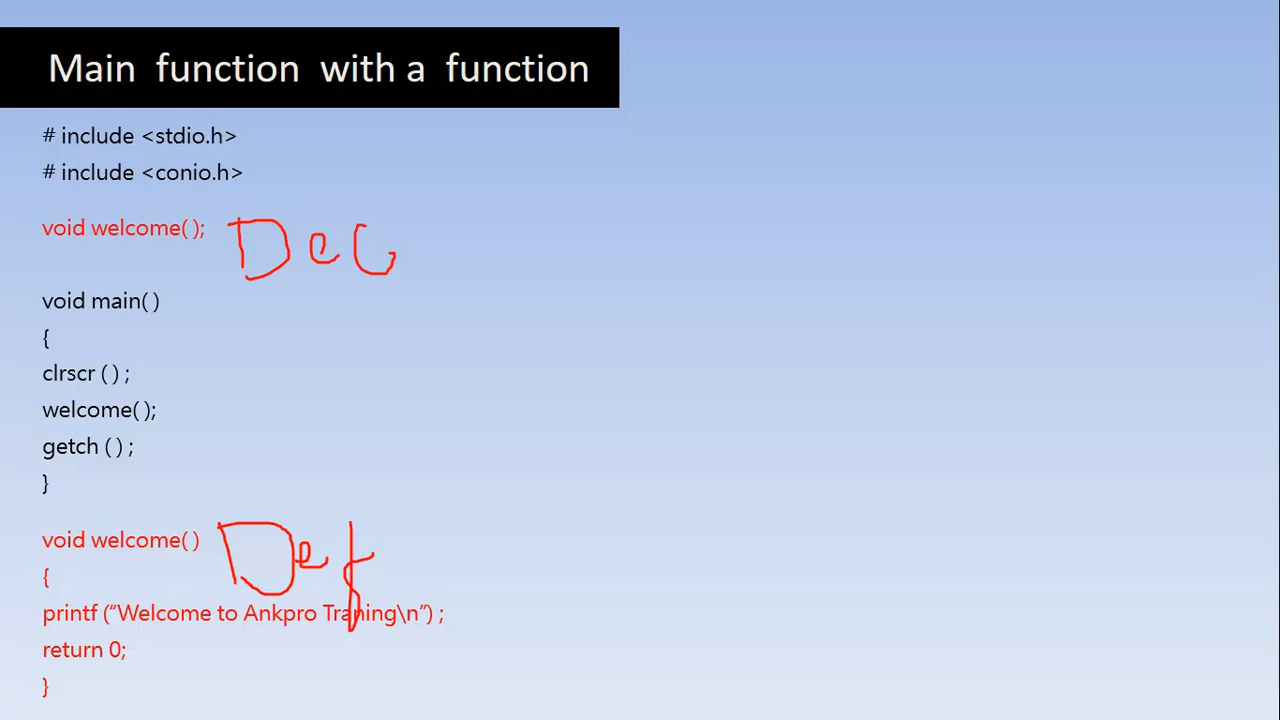 Main function with a function
# include <stdio.h>
# include <conio.h>
void welcome( ); Dec
void main( )
{
clrscr ( ) ;
welcome( );
getch ( ) ;
}
void welcome( ) Def
{
printf (“Welcome to Ankpro Traning\n”) ;
return 0;
}